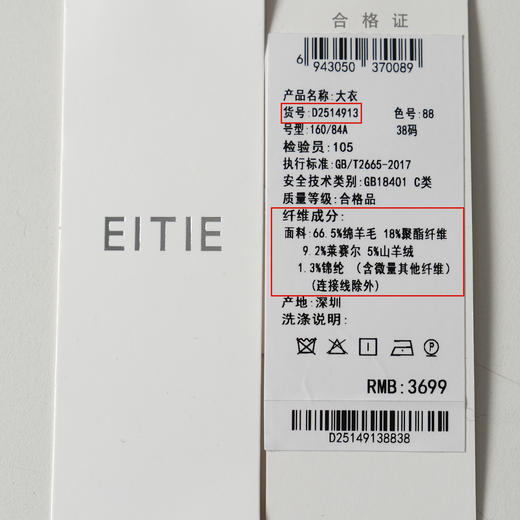 EITIE
合格证
6 943050 370089
产品名称:大衣
货号:D2514913 色号:88
号型:160/84A 38码
检验员:105
执行标准:GB/T2665-2017
安全技术类别:GB18401 C类
质量等级:合格品
纤维成分:
面料:66.5%绵羊毛 18%聚酯纤维
9.2%莱赛尔 5%山羊绒
1.3%锦纶 (含微量其他纤维)
(连接线除外)
产地:深圳
洗涤说明:
P
RMB:3699
D25149138838